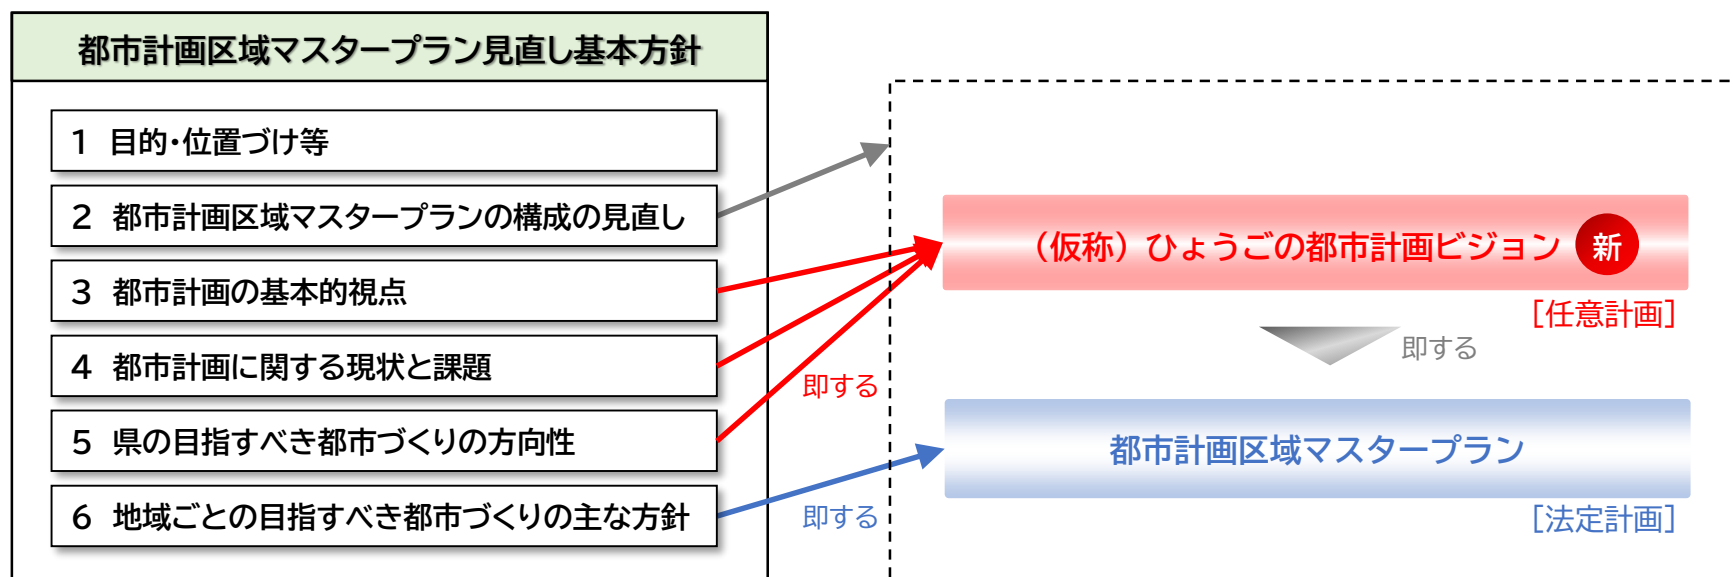 都市計画区域マスタープラン見直し基本方針
1 目的・位置づけ等
2 都市計画区域マスタープランの構成の見直し
3 都市計画の基本的視点
4 都市計画に関する現状と課題
5 県の目指すべき都市づくりの方向性
6 地域ごとの目指すべき都市づくりの主な方針
即する
即する
（仮称）ひょうごの都市計画ビジョン 新
［任意計画］
即する
都市計画区域マスタープラン
［法定計画］